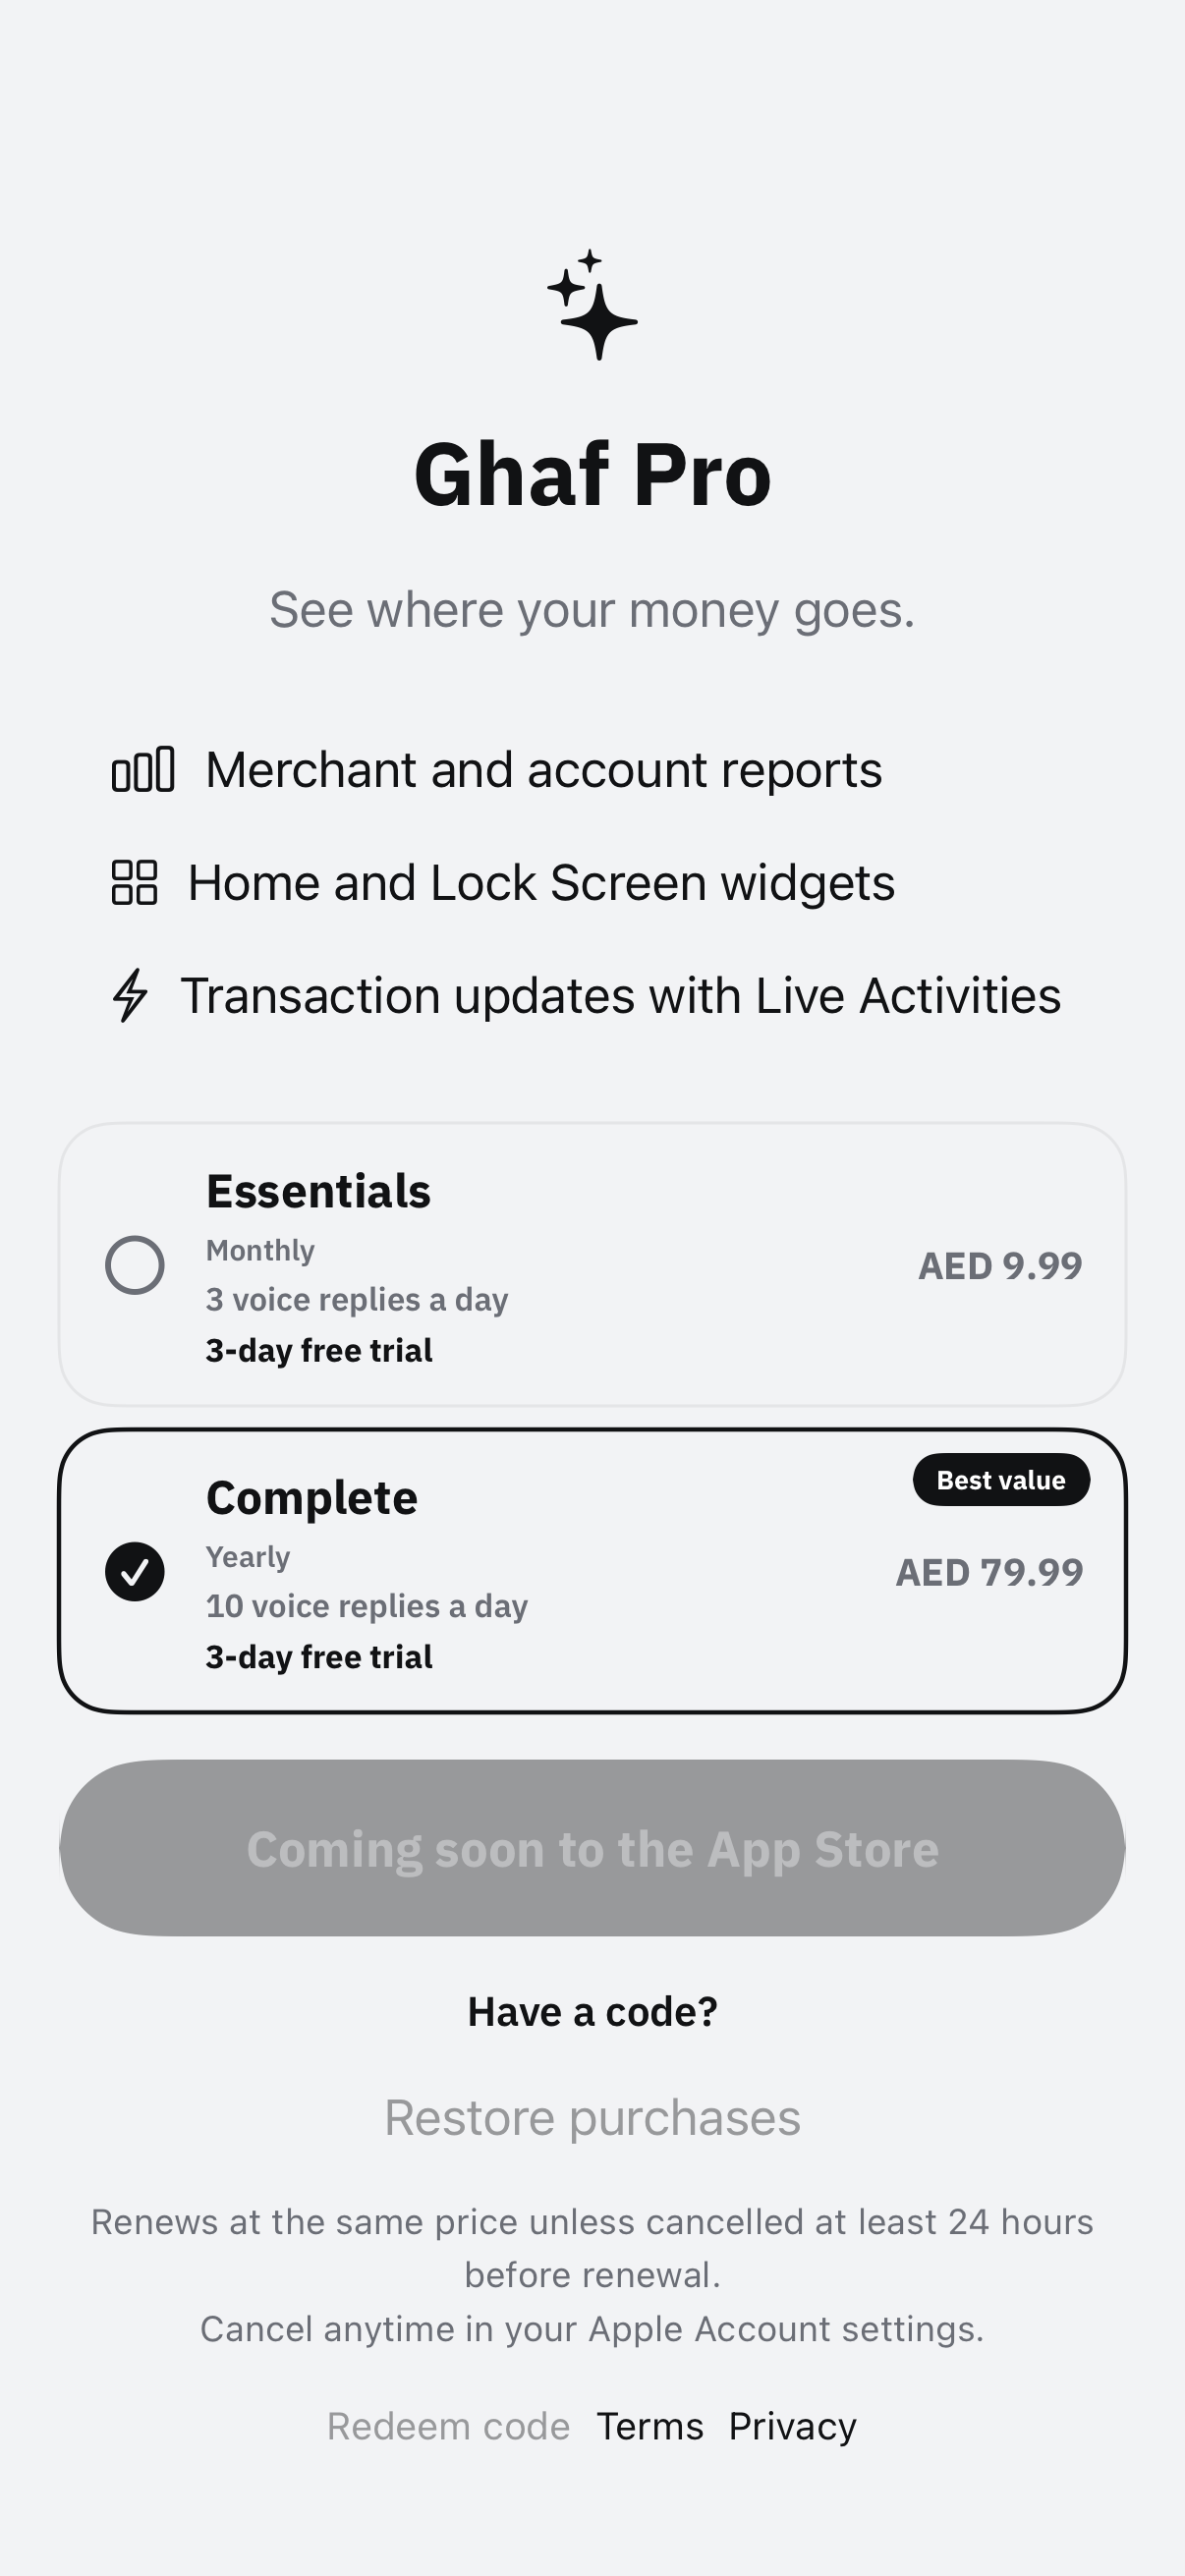 Ghaf Pro
See where your money goes.
Merchant and account reports
Home and Lock Screen widgets
Transaction updates with Live Activities
Essentials
Monthly
3 voice replies a day
3-day free trial
AED 9.99
Best value
Complete
Yearly
10 voice replies a day
3-day free trial
AED 79.99
Coming soon to the App Store
Have a code?
Restore purchases
Renews at the same price unless cancelled at least 24 hours
before renewal.
Cancel anytime in your Apple Account settings.
Redeem code Terms Privacy